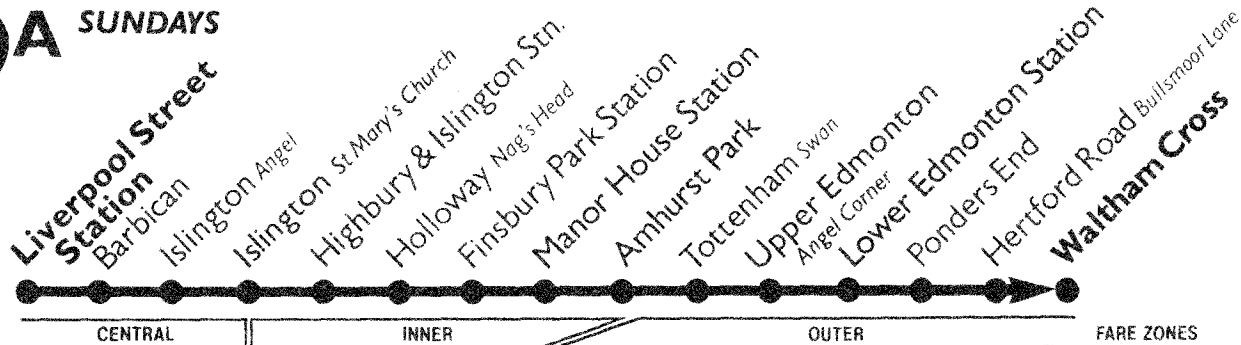 A SUNDAYS
Liverpool Street
Station
Barbican
Islington Angel
Islington St Mary's Church
Highbury & Islington Stn.
Holloway Nag's Head
Finsbury Park Station
Manor House Station
Amhurst Park
Tottenham Swan
Upper Edmonton
Angel Corner
Lower Edmonton Station
Ponders End
Hertford Road Bullsmoor Lane
Waltham Cross
CENTRAL INNER OUTER FARE ZONES